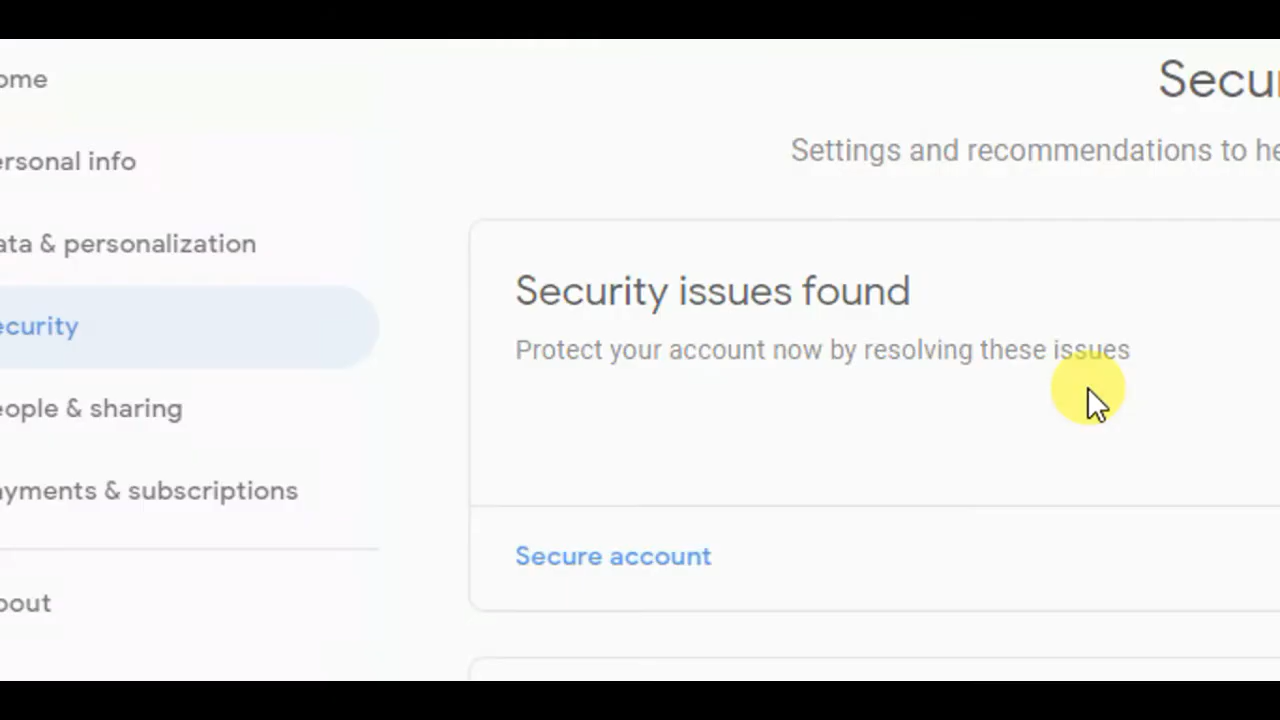 ome
Secur
ersonal info
Settings and recommendations to he
ata & personalization
Security issues found
ecurity
Protect your account now by resolving these issues
eople & sharing
ayments & subscriptions
Secure account
bout